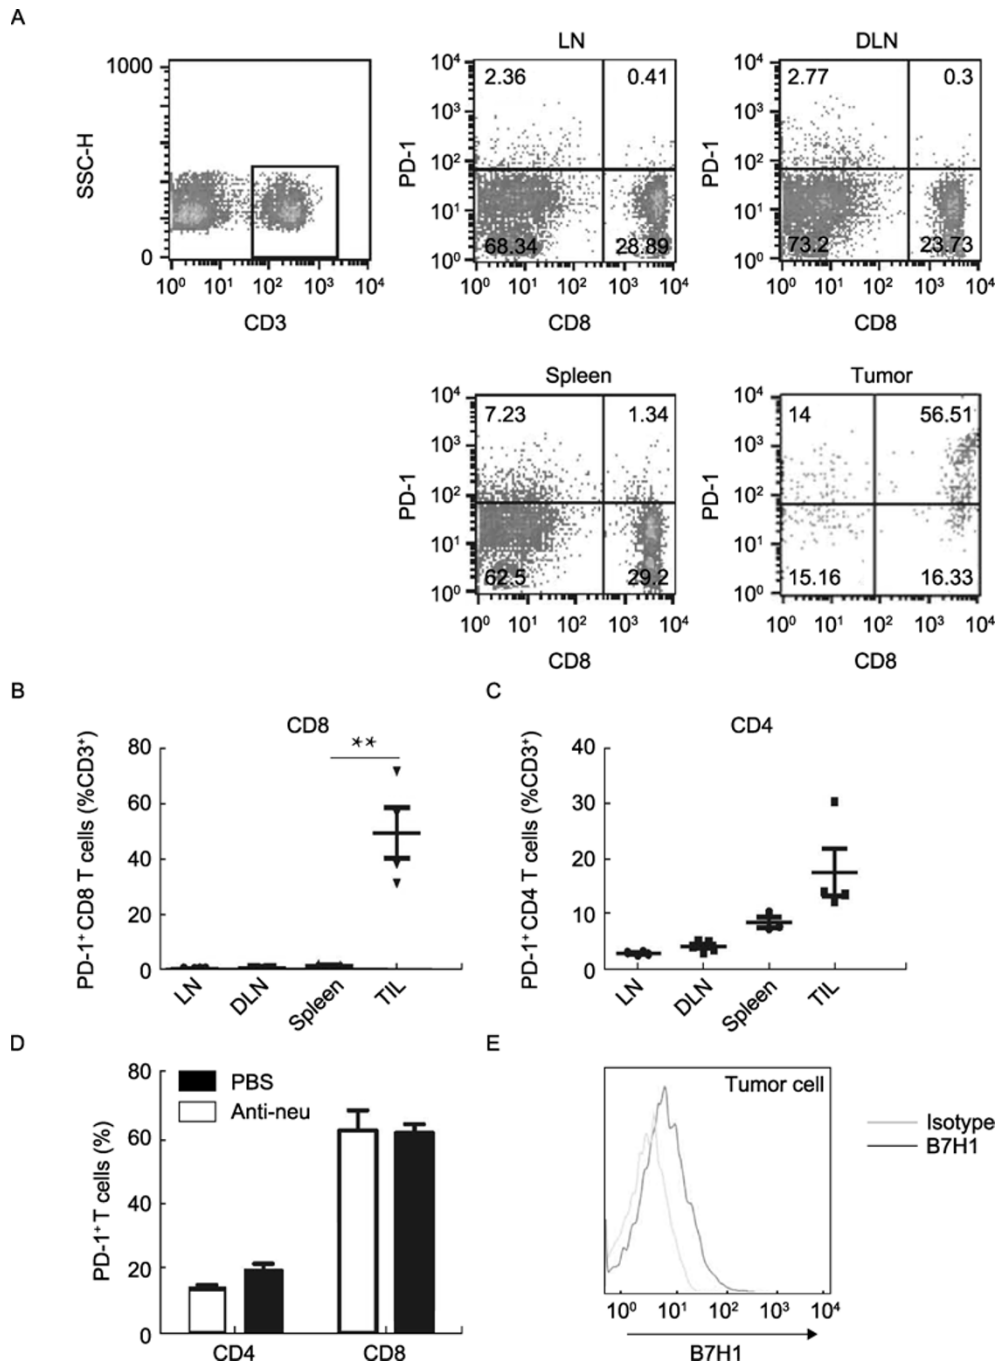 A
LN
DLN
1000
0
SSC-H
10⁰ 10¹ 10² 10³ 10⁴
CD3
10⁴
10³
10²
10¹
10⁰
PD-1
2.36 0.41
68.34 28.89
10⁰ 10¹ 10² 10³ 10⁴
CD8
10⁴
10³
10²
10¹
10⁰
PD-1
2.77 0.3
73.2 23.73
10⁰ 10¹ 10² 10³ 10⁴
CD8
Spleen
10⁴
10³
10²
10¹
10⁰
PD-1
7.23 1.34
62.5 29.2
10⁰ 10¹ 10² 10³ 10⁴
CD8
Tumor
10⁴
10³
10²
10¹
10⁰
PD-1
14 56.51
15.16 16.33
10⁰ 10¹ 10² 10³ 10⁴
CD8
B
CD8
PD-1⁺ CD8 T cells (%CD3⁺)
80
60
40
20
0
**
LN DLN Spleen TIL
C
CD4
PD-1⁺ CD4 T cells (%CD3⁺)
40
30
20
10
0
LN DLN Spleen TIL
D
PD-1⁺ T cells (%)
80
60
40
20
0
PBS
Anti-neu
CD4 CD8
E
Tumor cell
Isotype
B7H1
10⁰ 10¹ 10² 10³ 10⁴
B7H1